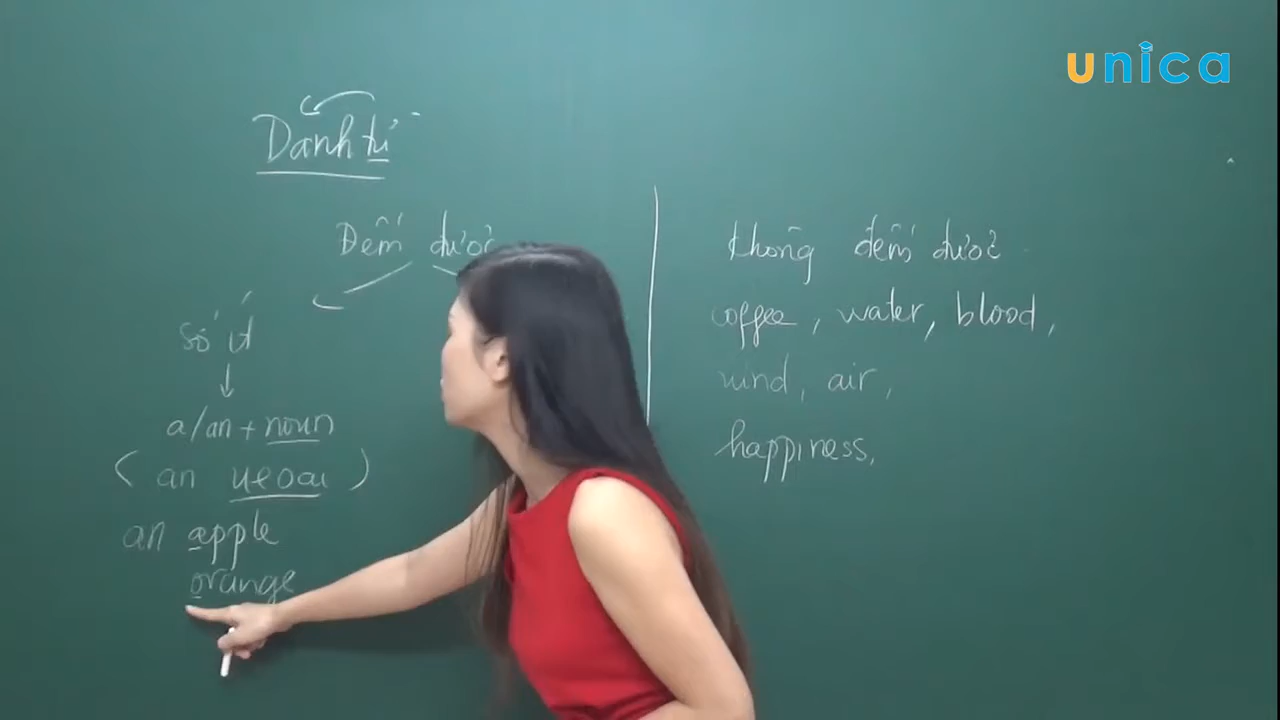 unica
Danh từ
Đếm được
số ít
a/an + noun
(an ueoai)
an apple
orange
không đếm được
coffee, water, blood,
wind, air,
happiness,